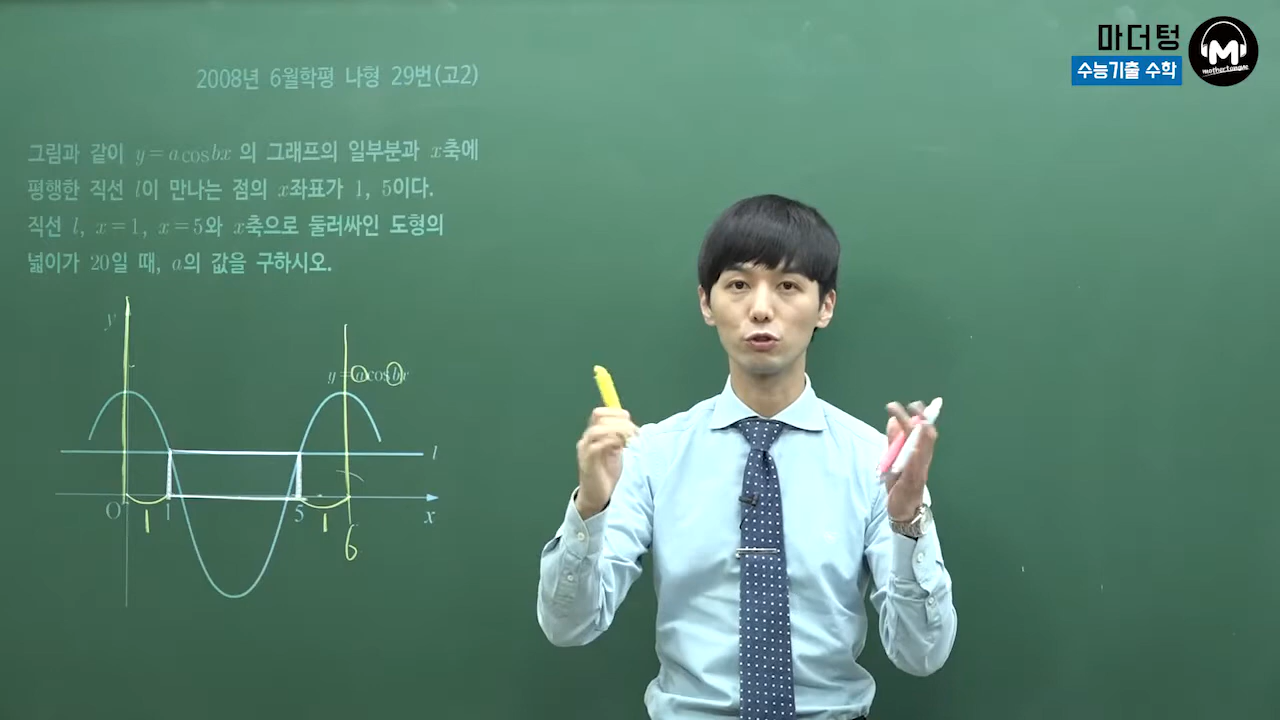 마더텅
수능기출 수학
M
mothertongue
2008년 6월학평 나형 29번(고2)
그림과 같이 y=acosbx 의 그래프의 일부분과 x축에
평행한 직선 l이 만나는 점의 x좌표가 1, 5이다.
직선 l, x=1, x=5와 x축으로 둘러싸인 도형의
넓이가 20일 때, a의 값을 구하시오.
y
y=acosbx
l
O 1 5 x
1 1
6